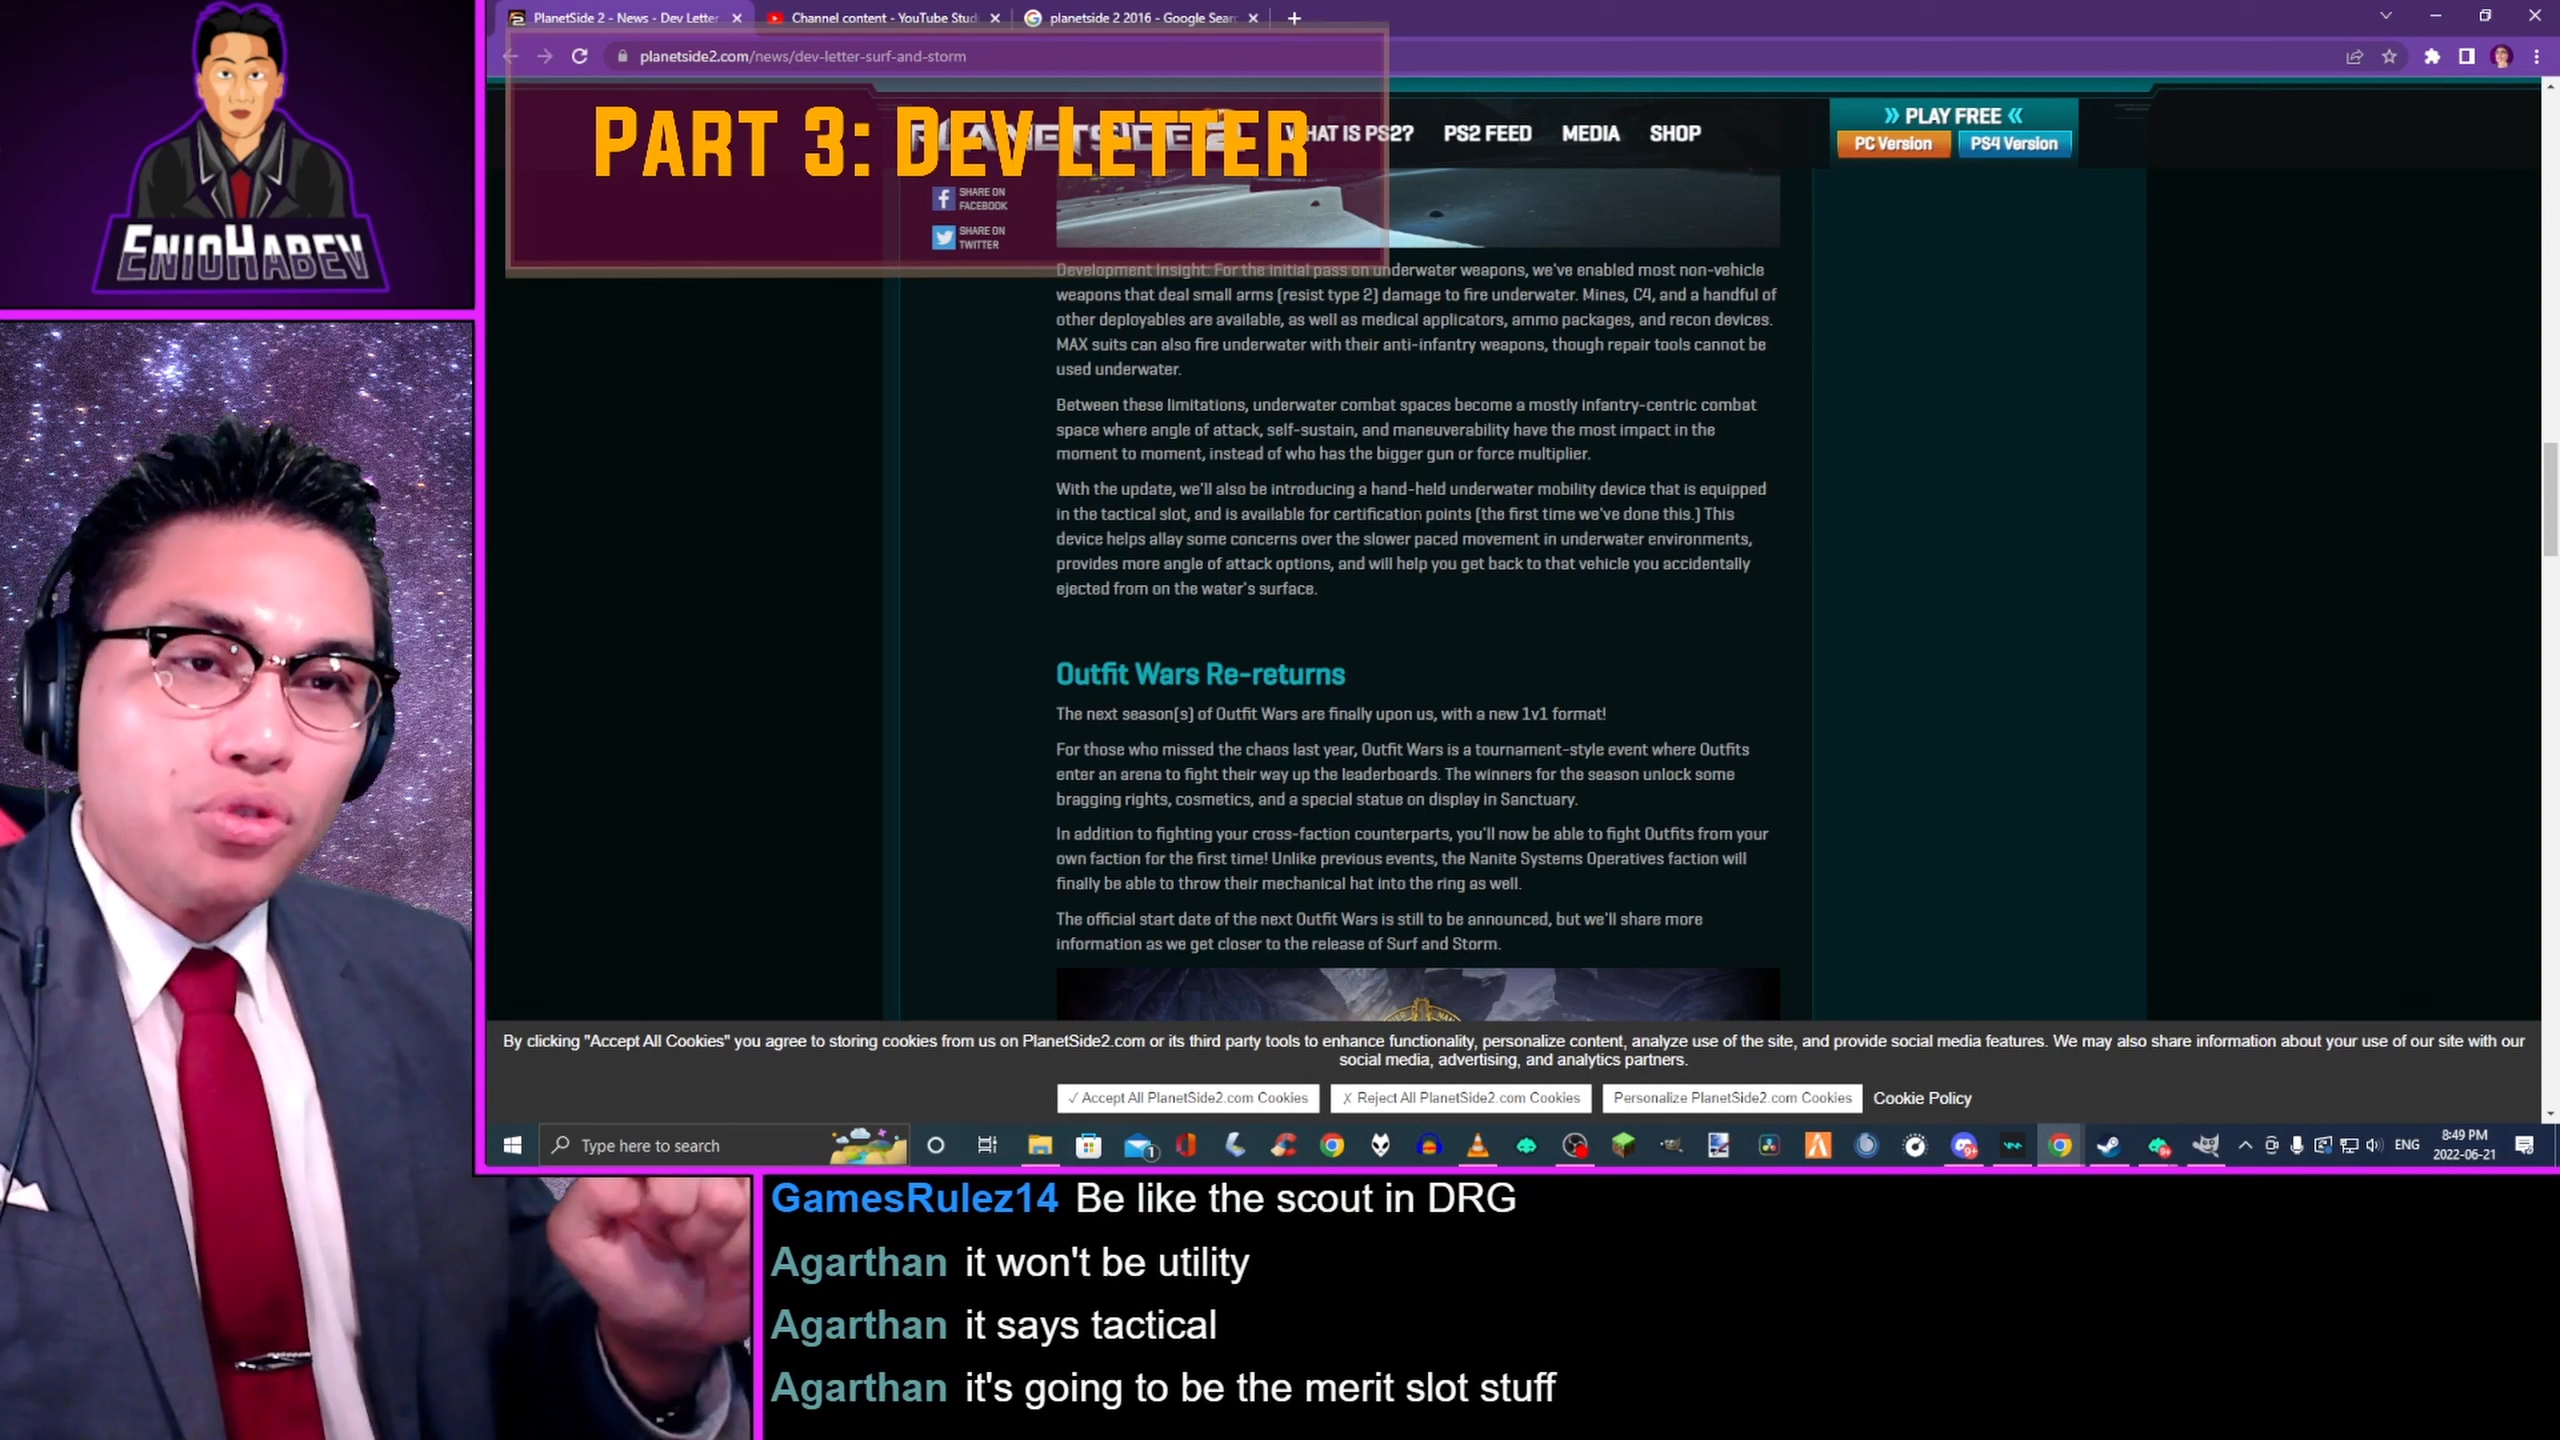 PlanetSide 2 - News - Dev Letter
Channel content - YouTube Stud
planetside 2 2016 - Google Sear
planetside2.com/news/dev-letter-surf-and-storm
PART 3: DEV LETTER
PLANETSIDE 2
WHAT IS PS2?
PS2 FEED
MEDIA
SHOP
» PLAY FREE «
PC Version
PS4 Version
SHARE ON
FACEBOOK
SHARE ON
TWITTER
ENIOHABEV
Development Insight: For the initial pass on underwater weapons, we've enabled most non-vehicle
weapons that deal small arms (resist type 2) damage to fire underwater. Mines, C4, and a handful of
other deployables are available, as well as medical applicators, ammo packages, and recon devices.
MAX suits can also fire underwater with their anti-infantry weapons, though repair tools cannot be
used underwater.
Between these limitations, underwater combat spaces become a mostly infantry-centric combat
space where angle of attack, self-sustain, and maneuverability have the most impact in the
moment to moment, instead of who has the bigger gun or force multiplier.
With the update, we'll also be introducing a hand-held underwater mobility device that is equipped
in the tactical slot, and is available for certification points (the first time we've done this.) This
device helps allay some concerns over the slower paced movement in underwater environments,
provides more angle of attack options, and will help you get back to that vehicle you accidentally
ejected from on the water's surface.
Outfit Wars Re-returns
The next season(s) of Outfit Wars are finally upon us, with a new 1v1 format!
For those who missed the chaos last year, Outfit Wars is a tournament-style event where Outfits
enter an arena to fight their way up the leaderboards. The winners for the season unlock some
bragging rights, cosmetics, and a special statue on display in Sanctuary.
In addition to fighting your cross-faction counterparts, you'll now be able to fight Outfits from your
own faction for the first time! Unlike previous events, the Nanite Systems Operatives faction will
finally be able to throw their mechanical hat into the ring as well.
The official start date of the next Outfit Wars is still to be announced, but we'll share more
information as we get closer to the release of Surf and Storm.
By clicking "Accept All Cookies" you agree to storing cookies from us on PlanetSide2.com or its third party tools to enhance functionality, personalize content, analyze use of the site, and provide social media features. We may also share information about your use of our site with our
social media, advertising, and analytics partners.
✓ Accept All PlanetSide2.com Cookies
X Reject All PlanetSide2.com Cookies
Personalize PlanetSide2.com Cookies
Cookie Policy
Type here to search
1
9+
ENG
8:49 PM
2022-06-21
GamesRulez14 Be like the scout in DRG
Agarthan it won't be utility
Agarthan it says tactical
Agarthan it's going to be the merit slot stuff